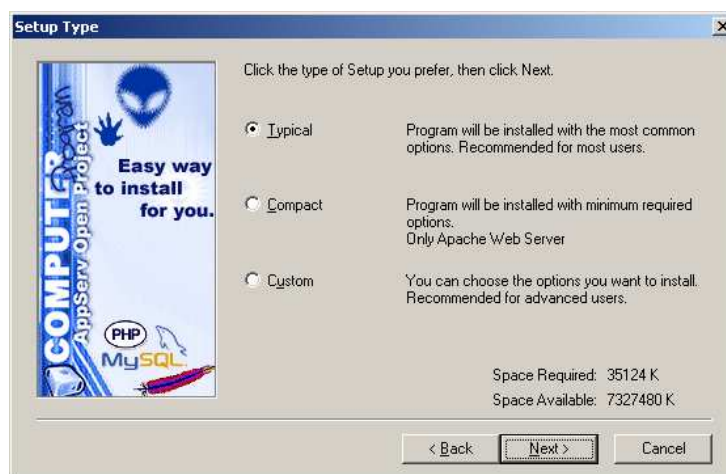 Setup Type
COMPUTER
Program
AppServ Open Project
Easy way
to install
for you.
PHP
MySQL
Click the type of Setup you prefer, then click Next.
Typical
Program will be installed with the most common
options. Recommended for most users.
Compact
Program will be installed with minimum required
options.
Only Apache Web Server
Custom
You can choose the options you want to install.
Recommended for advanced users.
Space Required: 35124 K
Space Available: 7327480 K
< Back
Next >
Cancel